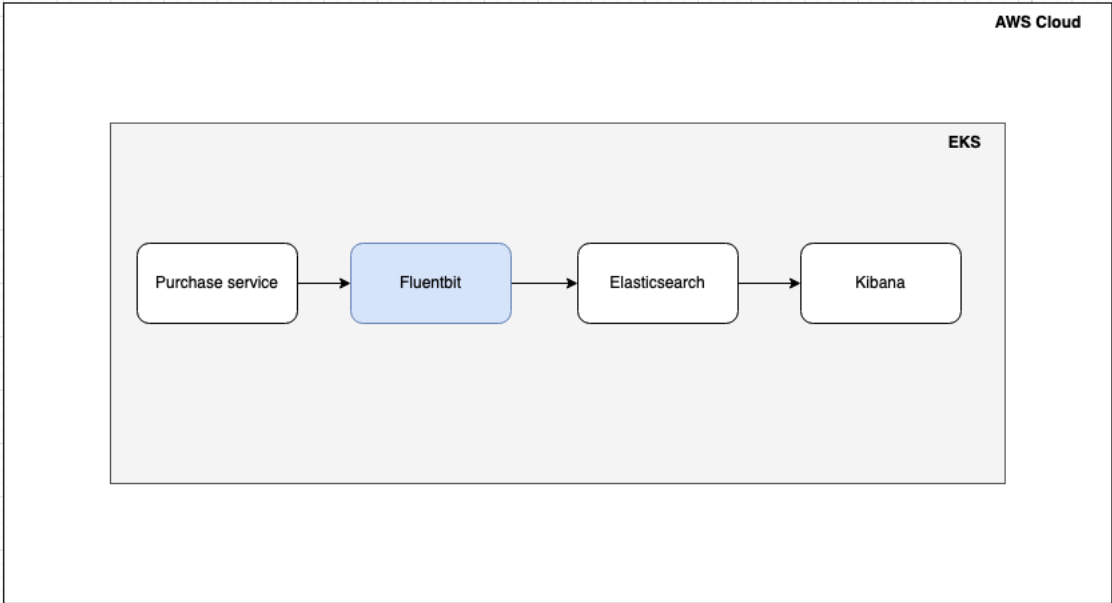 AWS Cloud
EKS
Purchase service
Fluentbit
Elasticsearch
Kibana